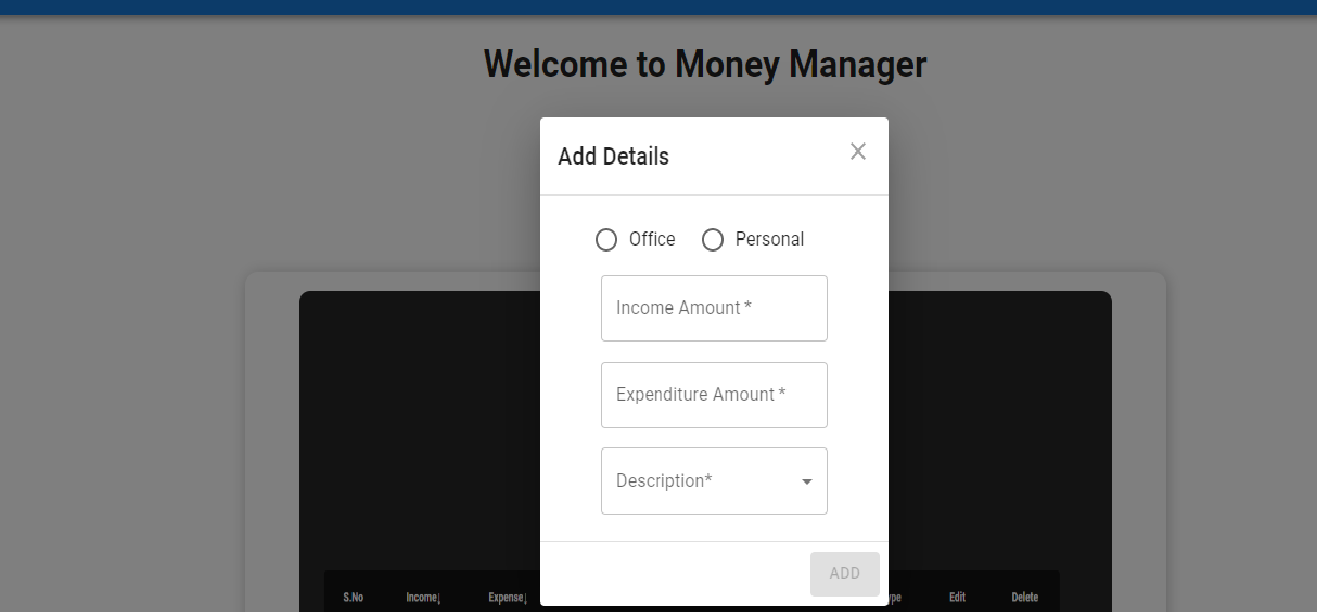 Welcome to Money Manager
Add Details
Office Personal
Income Amount *
Expenditure Amount *
Description*
ADD
S.No Income↓ Expense↓ Edit Delete